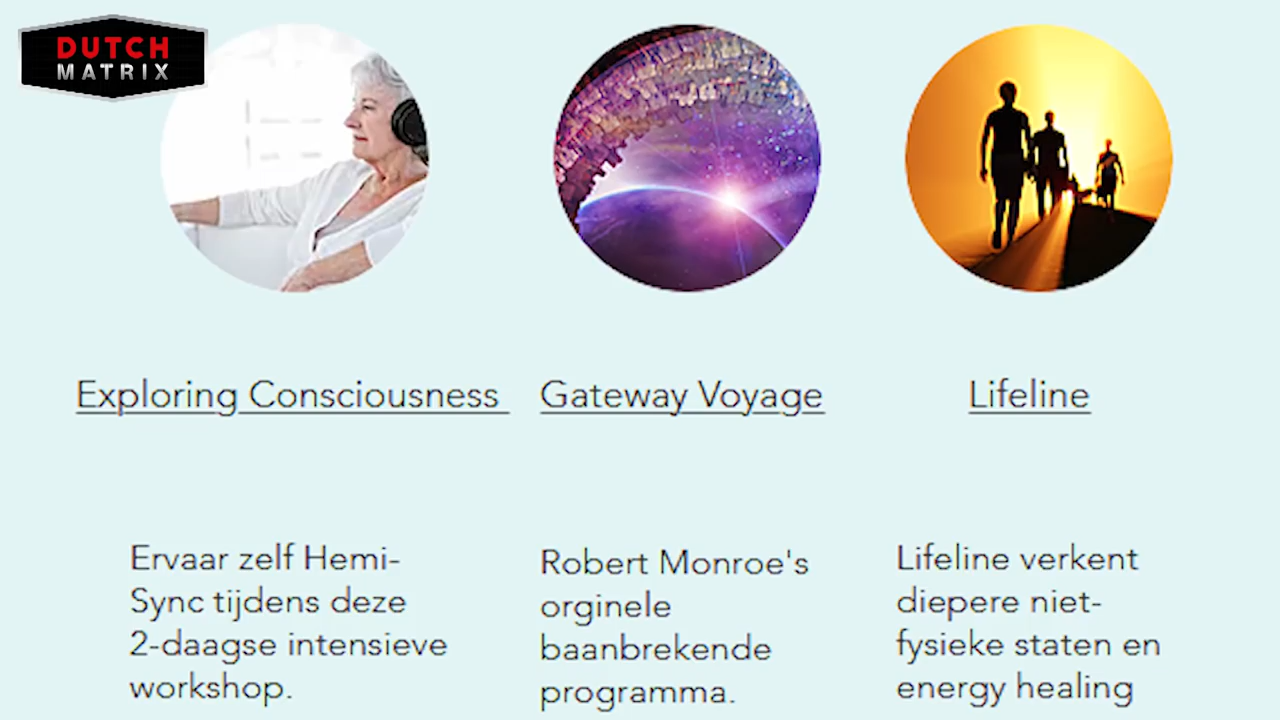 DUTCH
MATRIX
Exploring Consciousness
Ervaar zelf Hemi-
Sync tijdens deze
2-daagse intensieve
workshop.
Gateway Voyage
Robert Monroe's
orginele
baanbrekende
programma.
Lifeline
Lifeline verkent
diepere niet-
fysieke staten en
energy healing